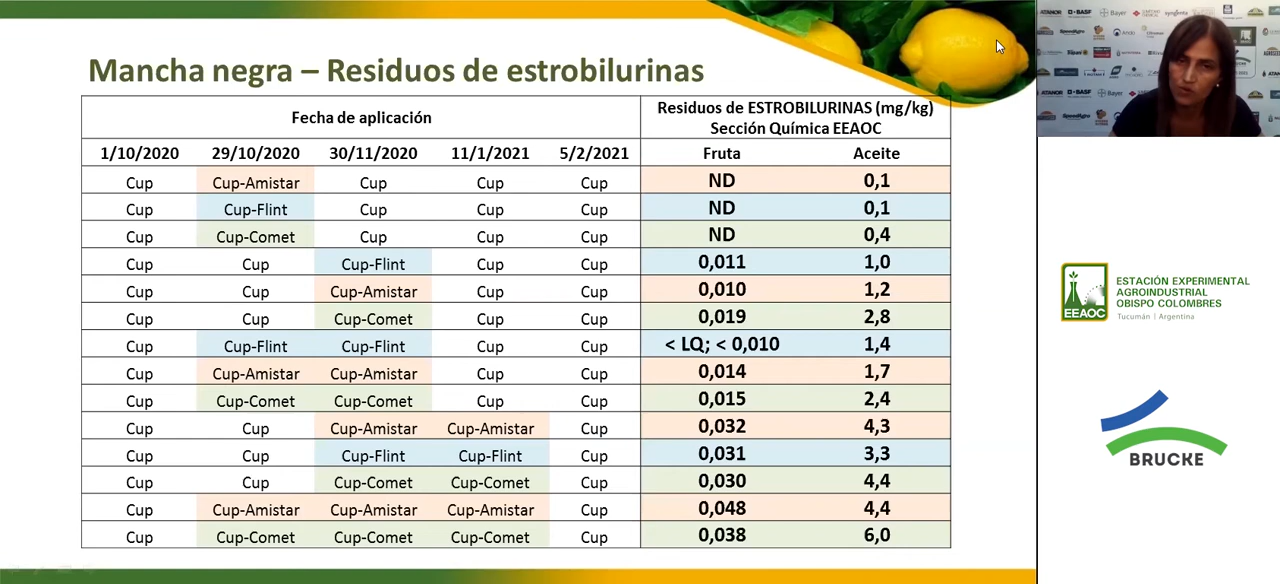 Mancha negra – Residuos de estrobilurinas
Fecha de aplicación
Residuos de ESTROBILURINAS (mg/kg)
Sección Química EEAOC
1/10/2020 29/10/2020 30/11/2020 11/1/2021 5/2/2021 Fruta Aceite
Cup Cup-Amistar Cup Cup Cup ND 0,1
Cup Cup-Flint Cup Cup Cup ND 0,1
Cup Cup-Comet Cup Cup Cup ND 0,4
Cup Cup Cup-Flint Cup Cup 0,011 1,0
Cup Cup Cup-Amistar Cup Cup 0,010 1,2
Cup Cup Cup-Comet Cup Cup 0,019 2,8
Cup Cup-Flint Cup-Flint Cup Cup < LQ; < 0,010 1,4
Cup Cup-Amistar Cup-Amistar Cup Cup 0,014 1,7
Cup Cup-Comet Cup-Comet Cup Cup 0,015 2,4
Cup Cup Cup-Amistar Cup-Amistar Cup 0,032 4,3
Cup Cup Cup-Flint Cup-Flint Cup 0,031 3,3
Cup Cup Cup-Comet Cup-Comet Cup 0,030 4,4
Cup Cup-Amistar Cup-Amistar Cup-Amistar Cup 0,048 4,4
Cup Cup-Comet Cup-Comet Cup-Comet Cup 0,038 6,0
ATANOR BASF Bayer syngenta
SpeedAgro
EEAOC
ESTACIÓN EXPERIMENTAL
AGROINDUSTRIAL
OBISPO COLOMBRES
Tucumán | Argentina
BRUCKE